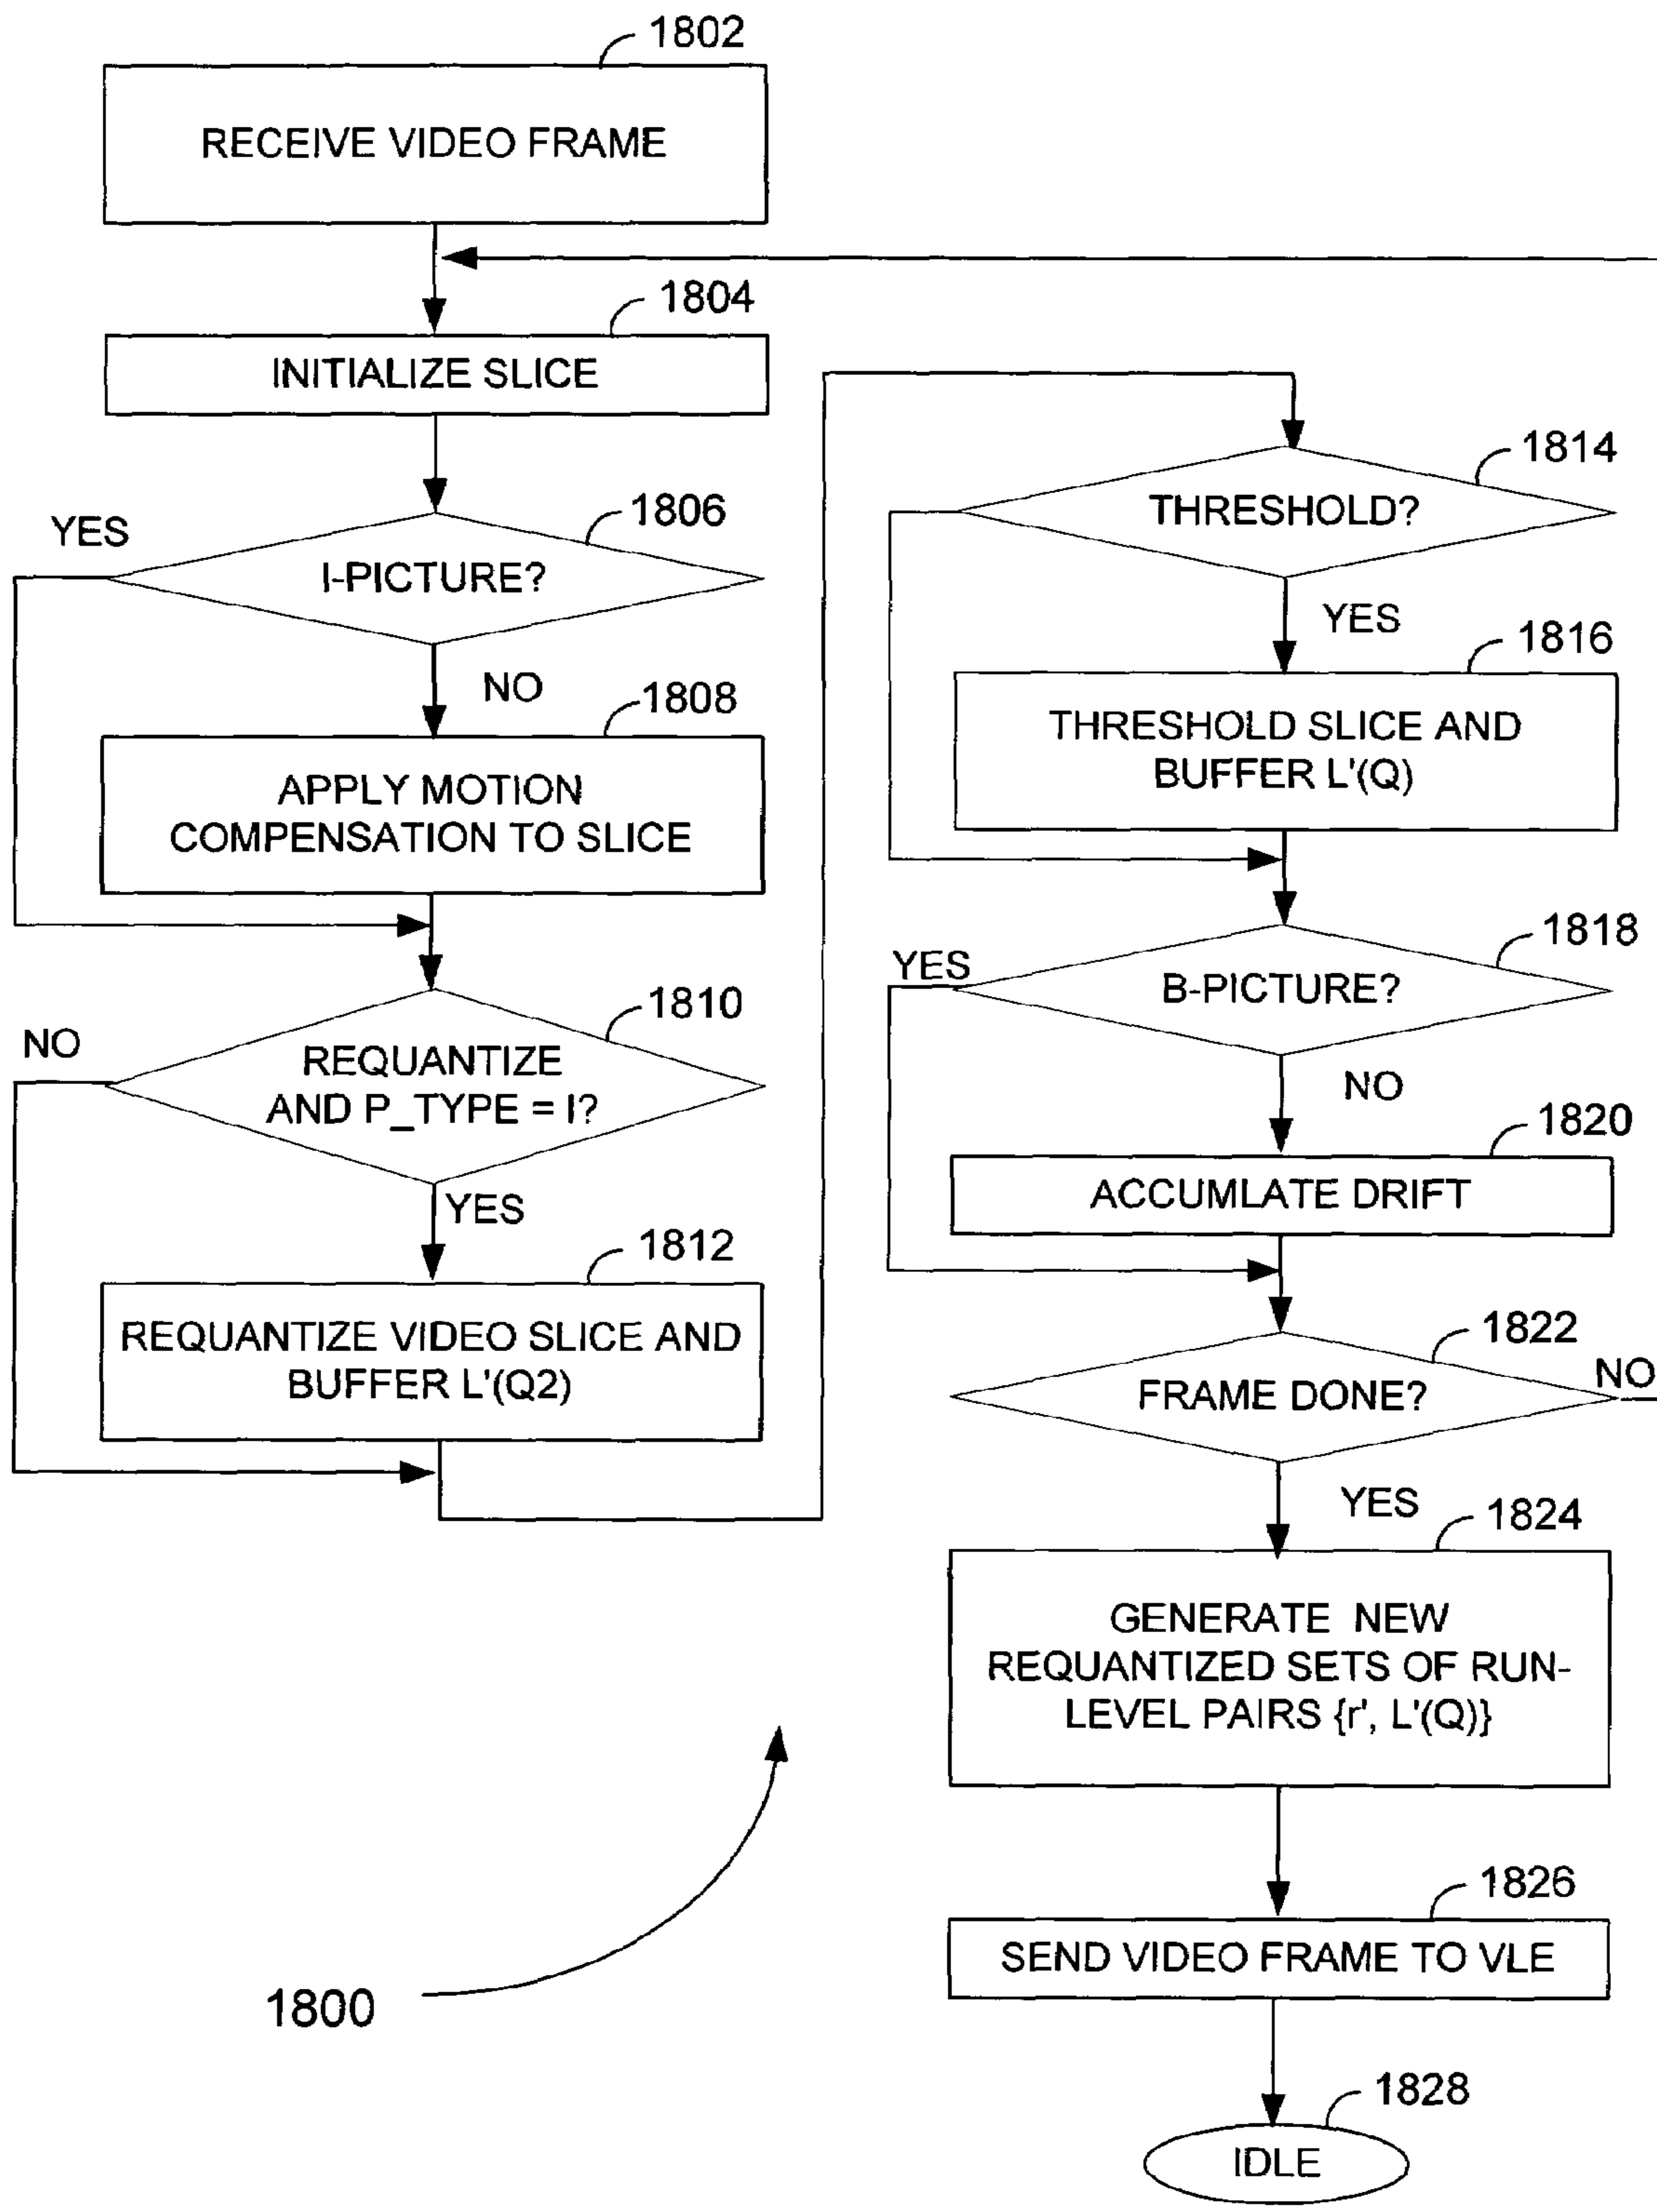 1802
RECEIVE VIDEO FRAME
1804
INITIALIZE SLICE
1806
YES
I-PICTURE?
NO
1808
APPLY MOTION
COMPENSATION TO SLICE
1810
NO
REQUANTIZE
AND P_TYPE = I?
YES
1812
REQUANTIZE VIDEO SLICE AND
BUFFER L'(Q2)
1814
THRESHOLD?
YES
1816
THRESHOLD SLICE AND
BUFFER L'(Q)
1818
YES
B-PICTURE?
NO
1820
ACCUMLATE DRIFT
1822
NO
FRAME DONE?
YES
1824
GENERATE NEW
REQUANTIZED SETS OF RUN-
LEVEL PAIRS {r', L'(Q)}
1826
SEND VIDEO FRAME TO VLE
1828
IDLE
1800